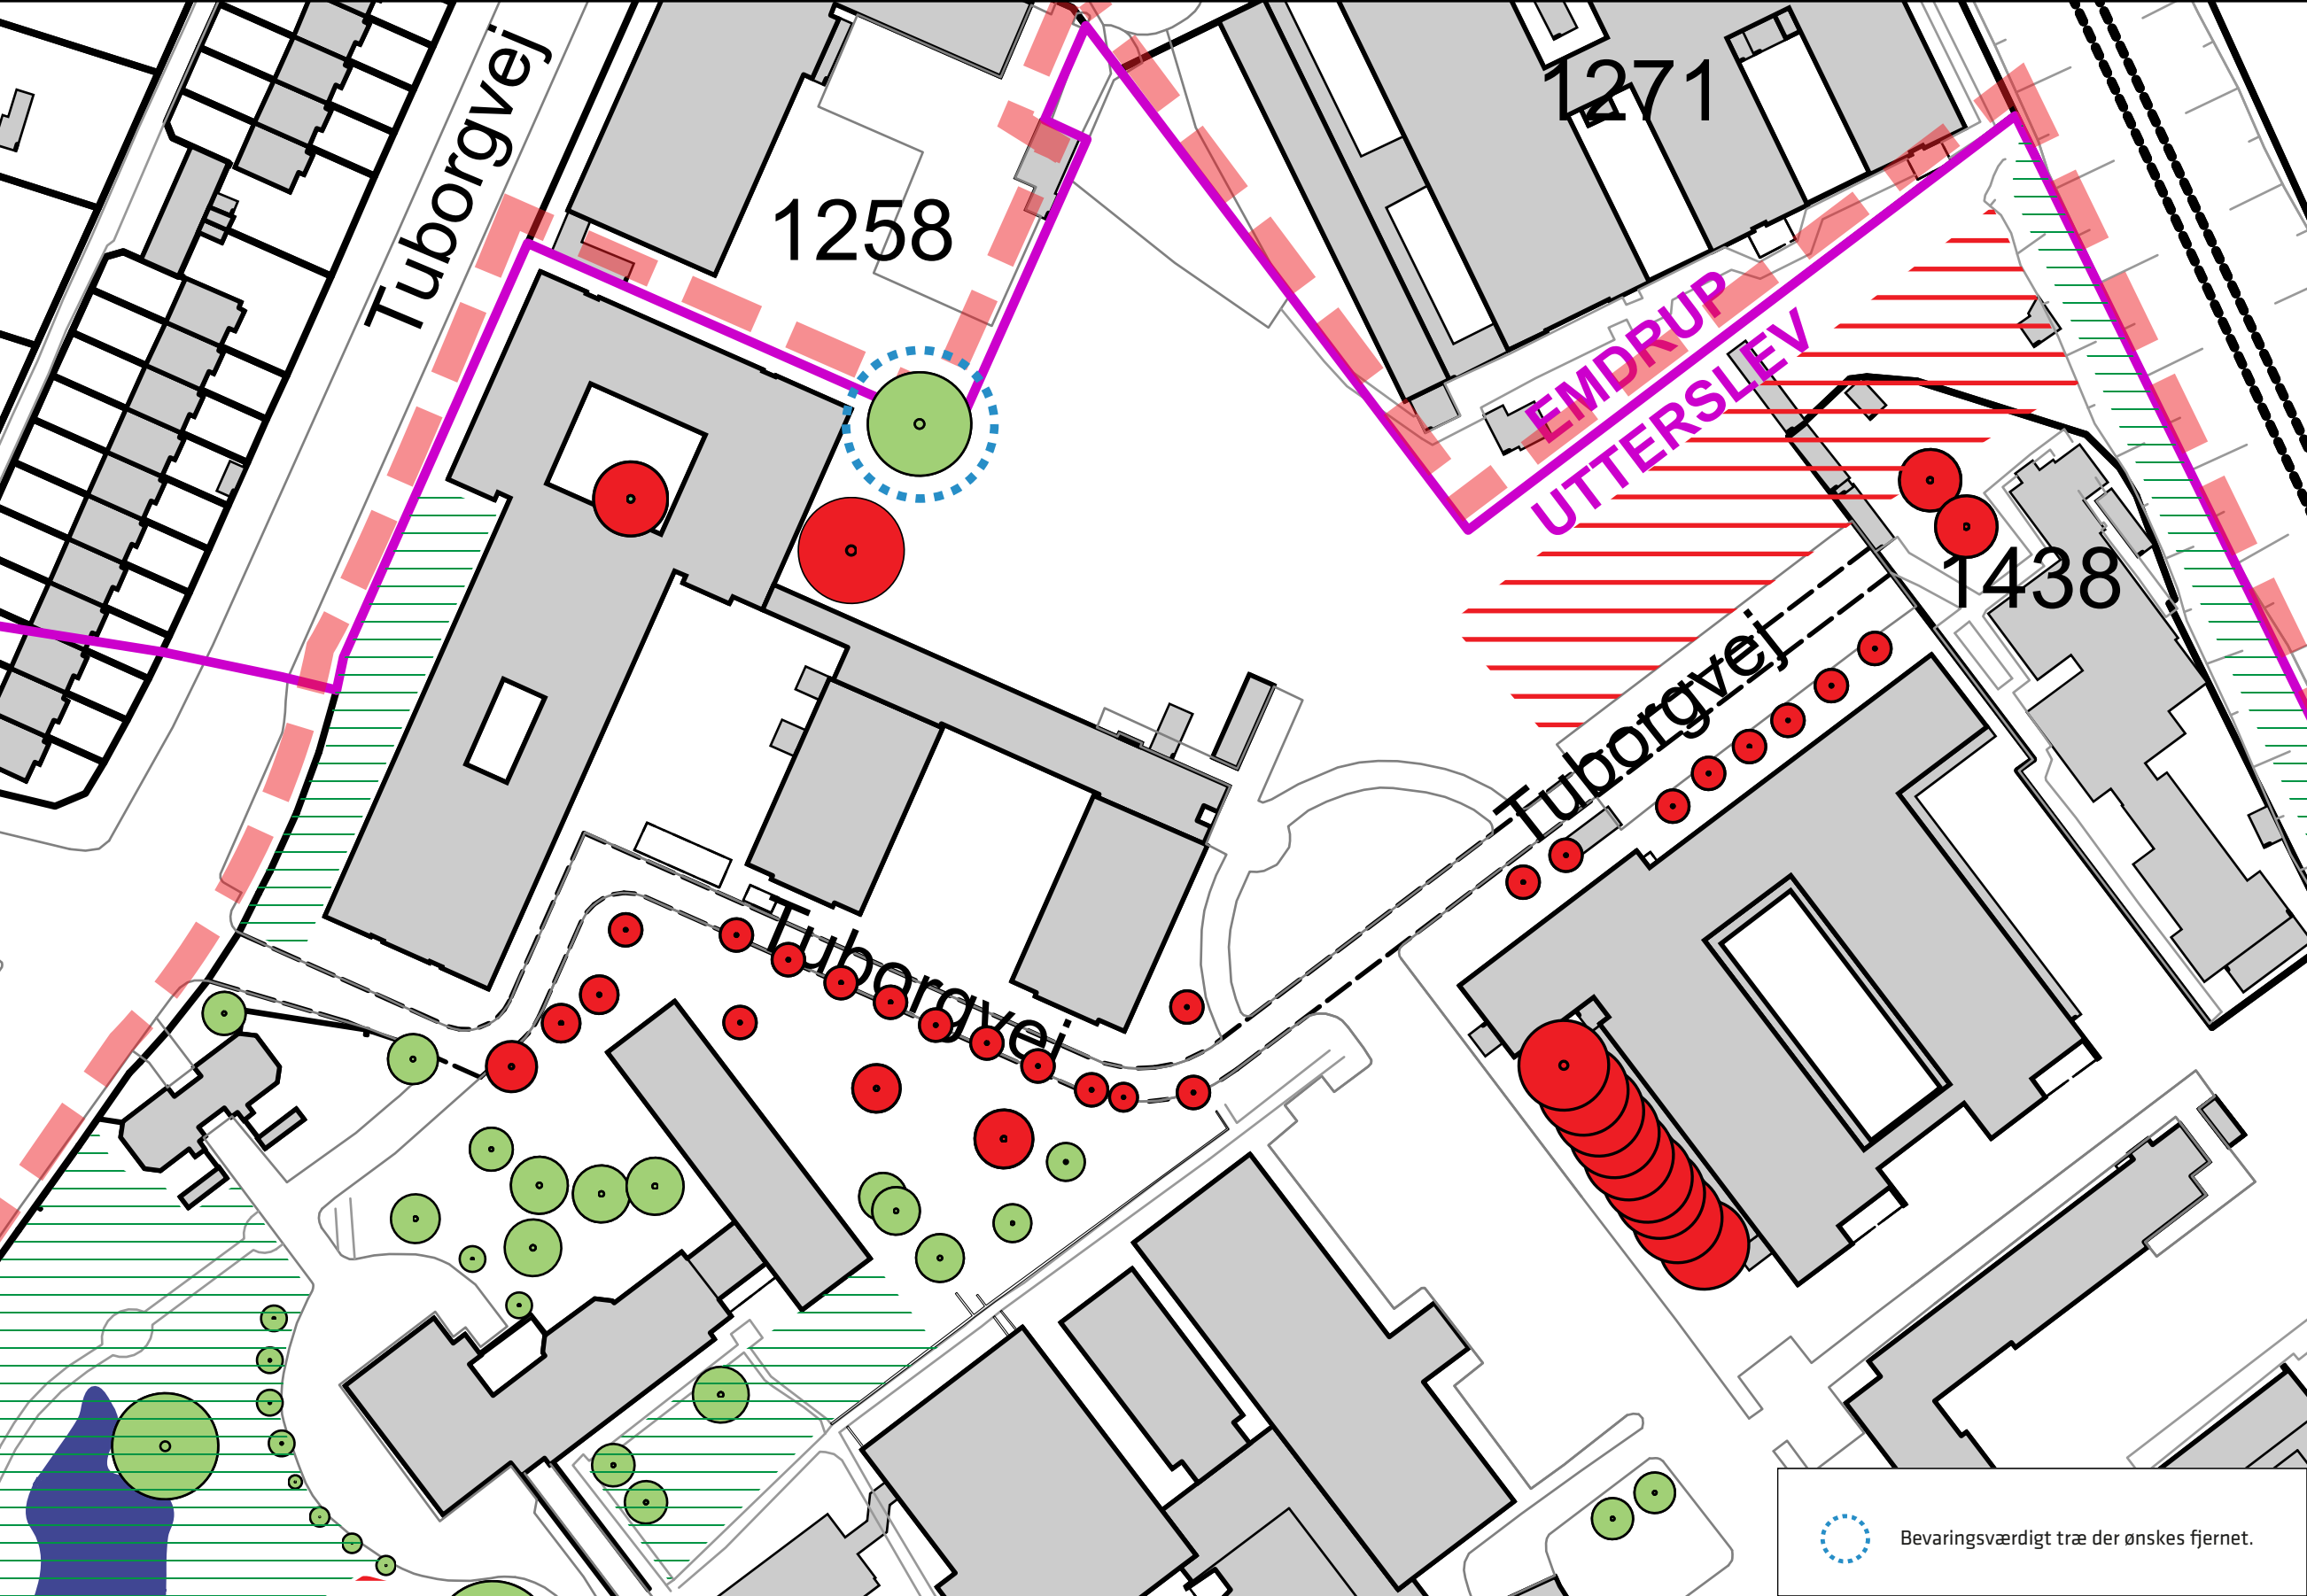 Tuborgvej
1258
1271
EMDRUP
UTTERSLEV
1438
Tuborgvej
Tuborgvej
Bevaringsværdigt træ der ønskes fjernet.